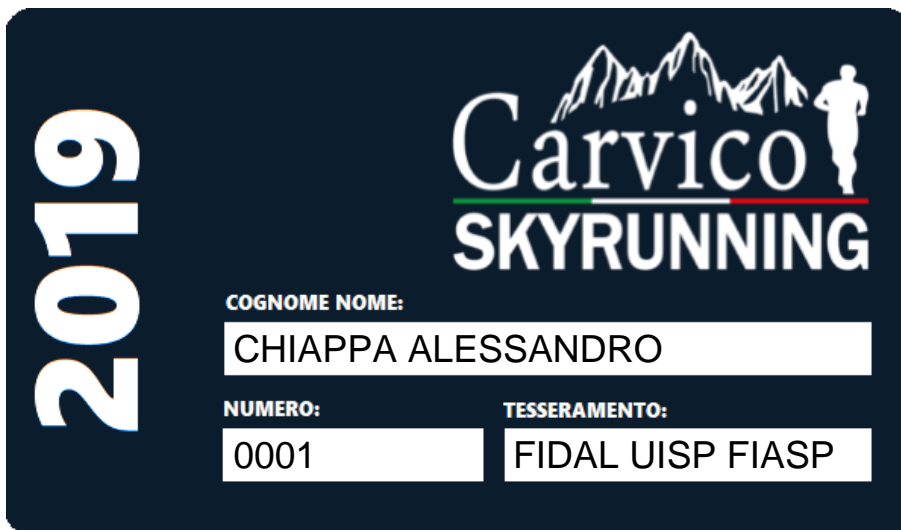 2019
Carvico
SKYRUNNING
COGNOME NOME:
CHIAPPA ALESSANDRO
NUMERO:
TESSERAMENTO:
0001
FIDAL UISP FIASP